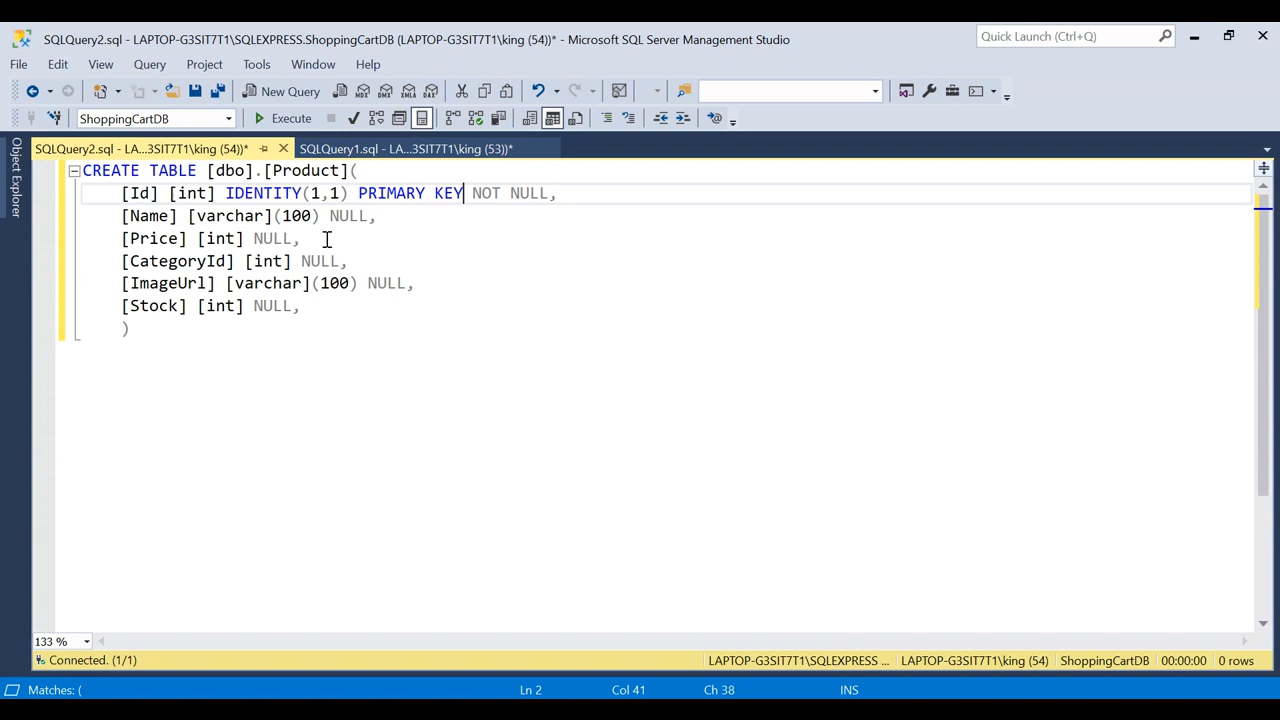 SQLQuery2.sql - LAPTOP-G3SIT7T1\SQLEXPRESS.ShoppingCartDB (LAPTOP-G3SIT7T1\king (54))* - Microsoft SQL Server Management Studio
Quick Launch (Ctrl+Q)
File Edit View Query Project Tools Window Help
New Query
MDX DMX XMLA DAX
ShoppingCartDB
Execute
SQLQuery2.sql - LA...3SIT7T1\king (54))*
SQLQuery1.sql - LA...3SIT7T1\king (53))*
Object Explorer
CREATE TABLE [dbo].[Product](
[Id] [int] IDENTITY(1,1) PRIMARY KEY NOT NULL,
[Name] [varchar](100) NULL,
[Price] [int] NULL,
[CategoryId] [int] NULL,
[ImageUrl] [varchar](100) NULL,
[Stock] [int] NULL,
)
133 %
Connected. (1/1)
LAPTOP-G3SIT7T1\SQLEXPRESS ...
LAPTOP-G3SIT7T1\king (54)
ShoppingCartDB
00:00:00
0 rows
Matches: (
Ln 2
Col 41
Ch 38
INS